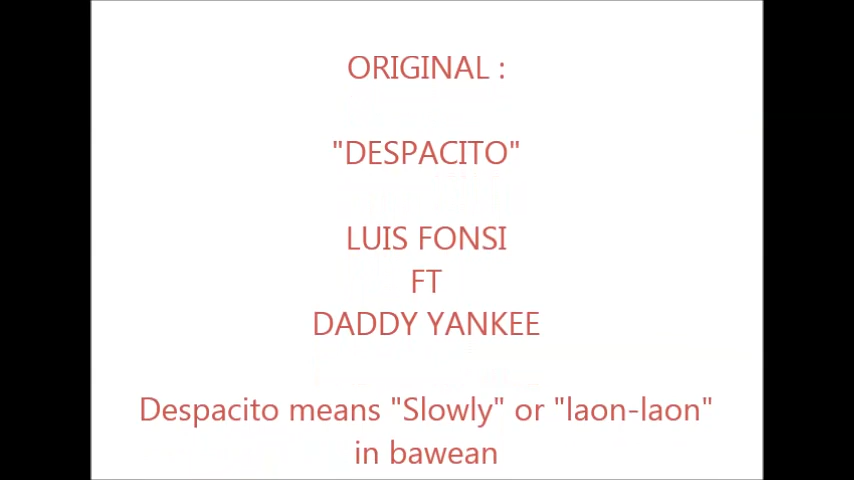 ORIGINAL :
"DESPACITO"
LUIS FONSI
FT
DADDY YANKEE
Despacito means "Slowly" or "laon-laon"
in bawean